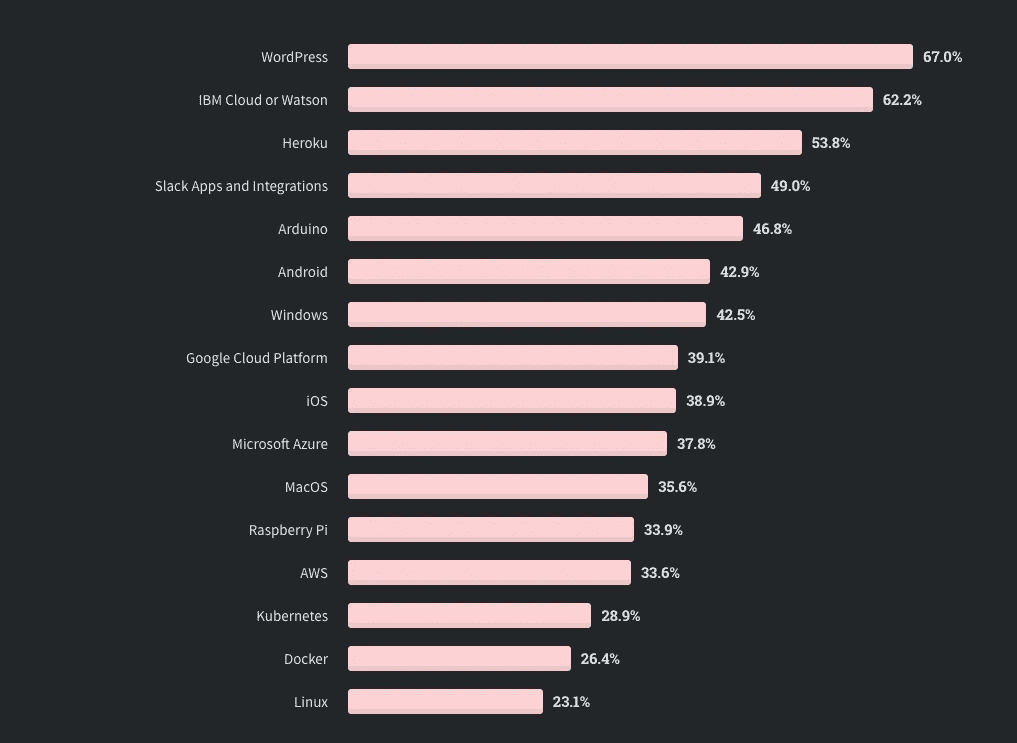 WordPress 67.0%
IBM Cloud or Watson 62.2%
Heroku 53.8%
Slack Apps and Integrations 49.0%
Arduino 46.8%
Android 42.9%
Windows 42.5%
Google Cloud Platform 39.1%
iOS 38.9%
Microsoft Azure 37.8%
MacOS 35.6%
Raspberry Pi 33.9%
AWS 33.6%
Kubernetes 28.9%
Docker 26.4%
Linux 23.1%